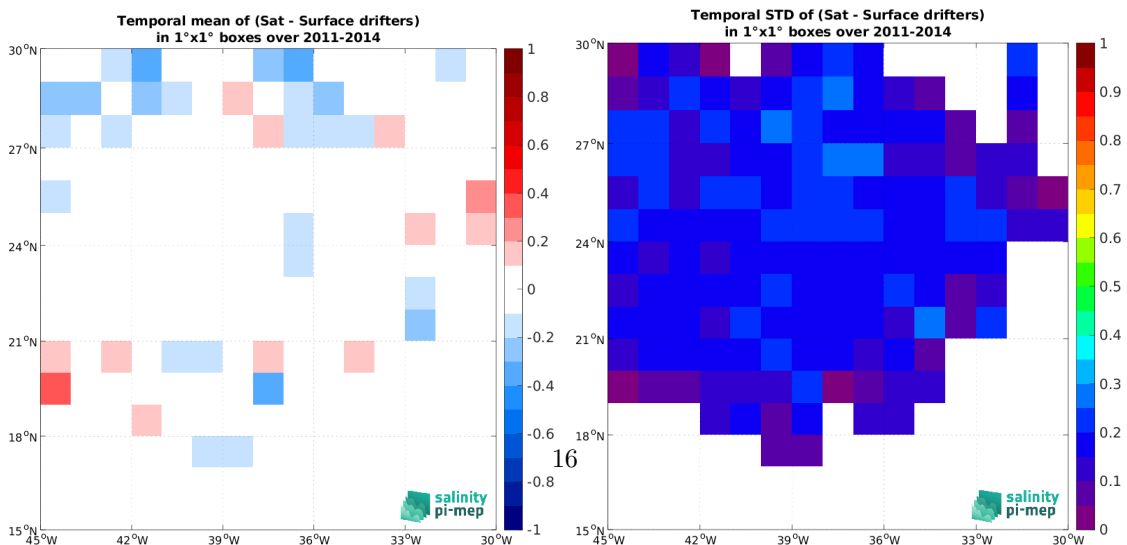 Temporal mean of (Sat - Surface drifters)
in 1°x1° boxes over 2011-2014
30°N
27°N
24°N
21°N
18°N
15°N
45°W
42°W
39°W
36°W
33°W
30°W
1
0.8
0.6
0.4
0.2
0
-0.2
-0.4
-0.6
-0.8
-1
salinity
pi-mep
Temporal STD of (Sat - Surface drifters)
in 1°x1° boxes over 2011-2014
30°N
27°N
24°N
21°N
18°N
15°N
45°W
42°W
39°W
36°W
33°W
30°W
1
0.9
0.8
0.7
0.6
0.5
0.4
0.3
0.2
0.1
0
salinity
pi-mep
16